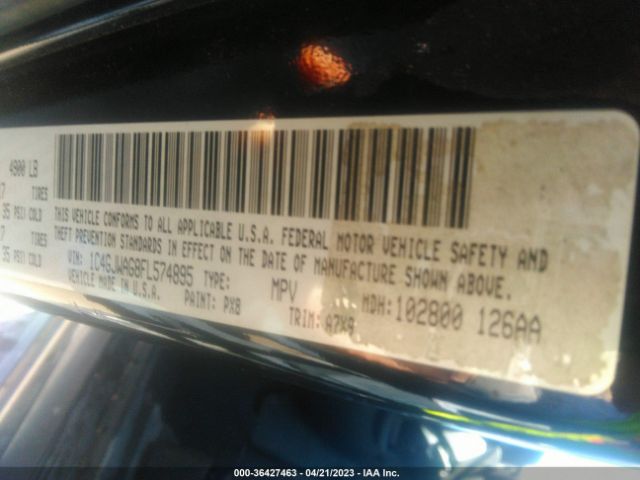 4900 LB
TIRES
35 PSI/ COLD
TIRES
35 PSI/ COLD
THIS VEHICLE CONFORMS TO ALL APPLICABLE U.S.A. FEDERAL MOTOR VEHICLE SAFETY AND
THEFT PREVENTION STANDARDS IN EFFECT ON THE DATE OF MANUFACTURE SHOWN ABOVE.
VIN: 1C4GJWAG8FL574895 TYPE: MPV MDH: 102800 126AA
VEHICLE MADE IN U.S.A. PAINT: PX8 TRIM: A7X9
000-36427463 - 04/21/2023 - IAA Inc.